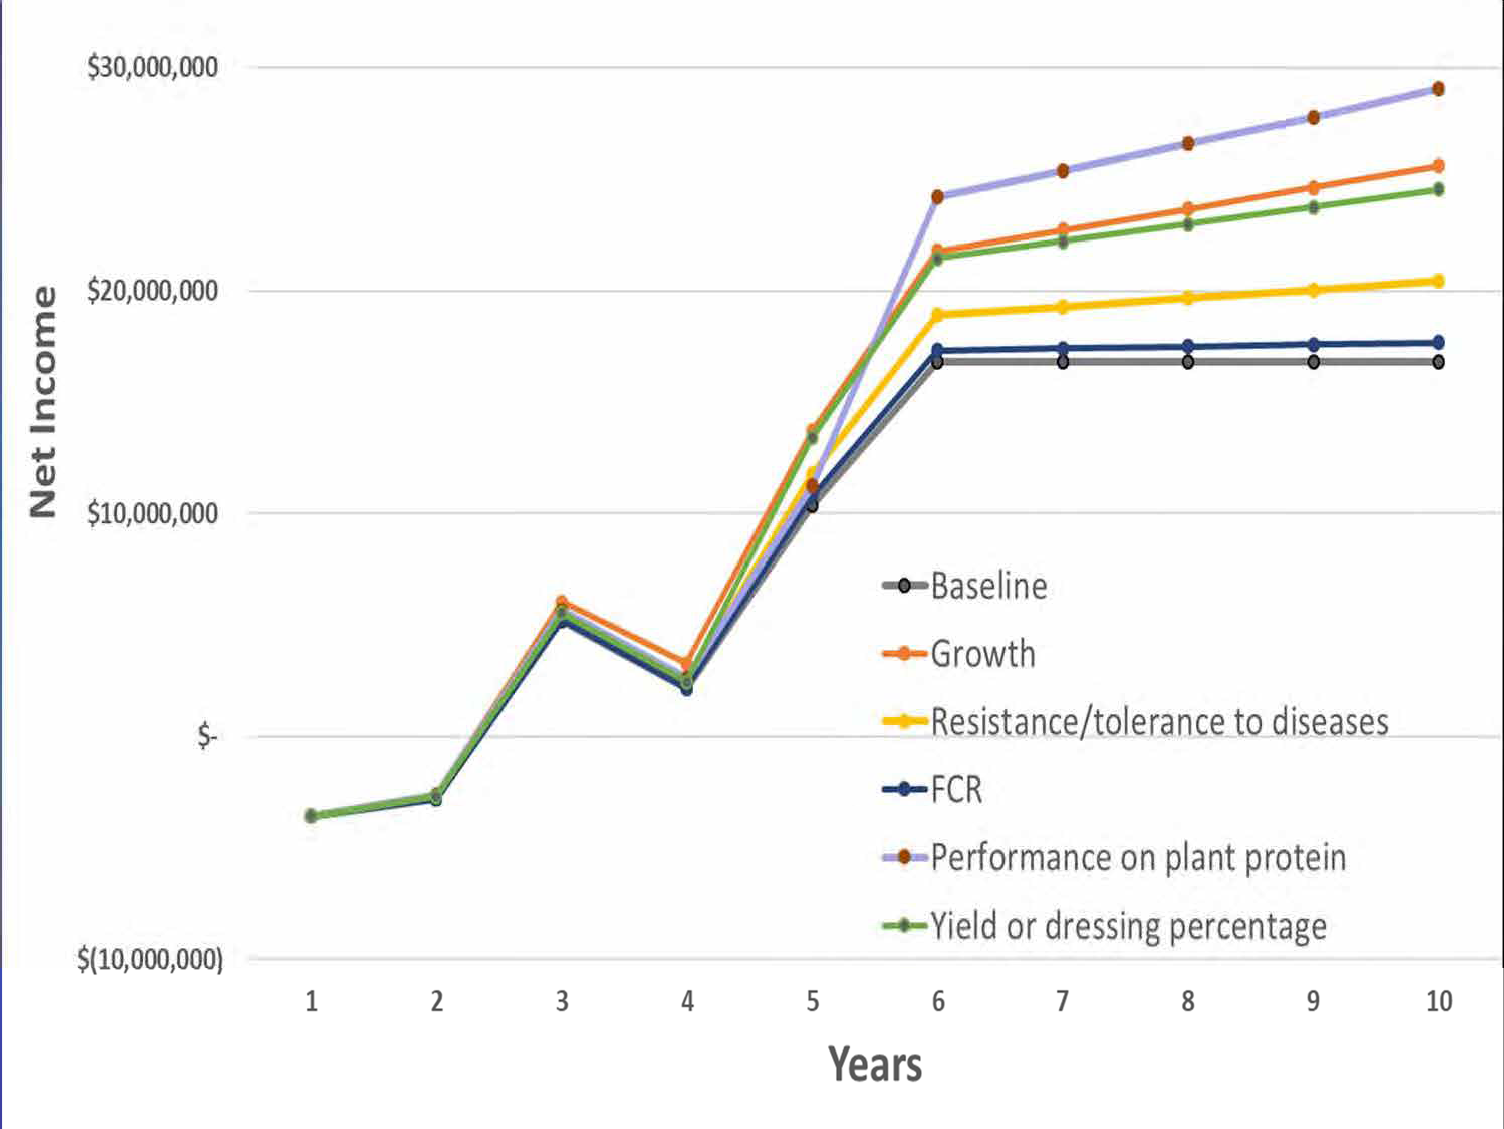 $30,000,000
$20,000,000
$10,000,000
$-
$(10,000,000)
Net Income
Baseline
Growth
Resistance/tolerance to diseases
FCR
Performance on plant protein
Yield or dressing percentage
1 2 3 4 5 6 7 8 9 10
Years